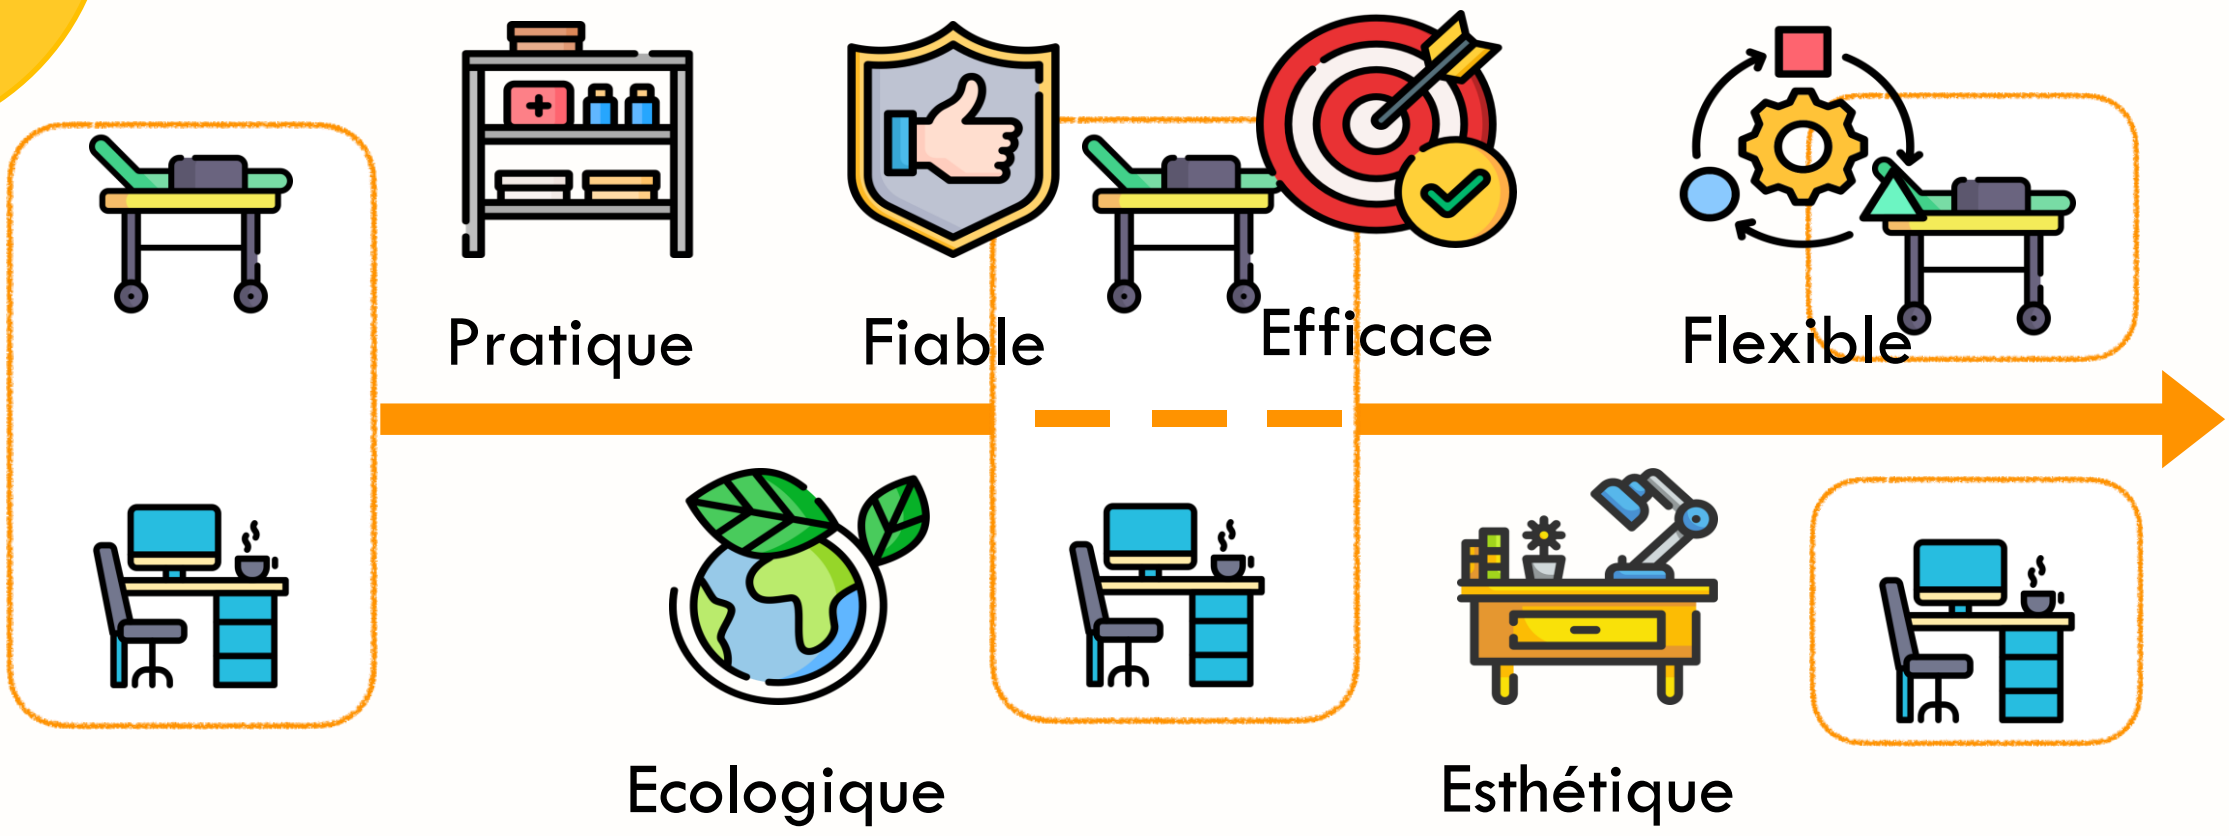 Pratique
Fiable
Efficace
Flexible
Ecologique
Esthétique